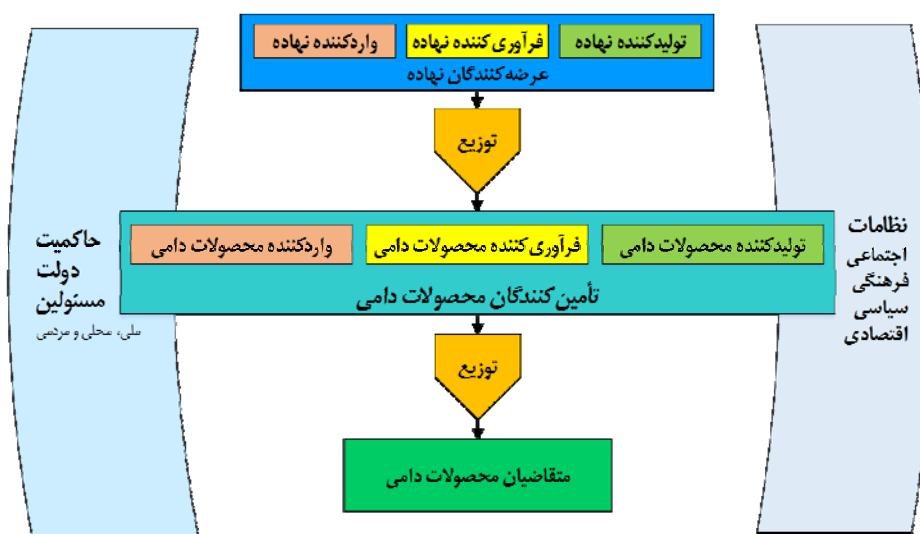 تولیدکننده نهاده
فرآوری کننده نهاده
واردکننده نهاده
عرضه‌کنندگان نهاده
توزیع
نظامات
اجتماعی
فرهنگی
سیاسی
اقتصادی
تولیدکننده محصولات دامی
فرآوری کننده محصولات دامی
واردکننده محصولات دامی
تأمین‌کنندگان محصولات دامی
حاکمیت
دولت
مسئولین
ملی، محلی و مردمی
توزیع
متقاضیان محصولات دامی